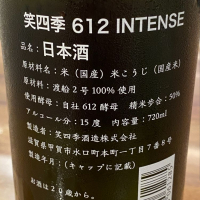 笑四季 612 INTENSE
品名：日本酒
原材料：米（国産）米こうじ（国産米）
原材料：渡船2号100％使用
使用酵母：自社612酵母　精米歩合：50％
アルコール分：15度　内容量：720ml
製造者：笑四季酒造株式会社
滋賀県甲賀市水口町本町一丁目7番8号
製造年月：（キャップに記載）
お酒は20歳から。